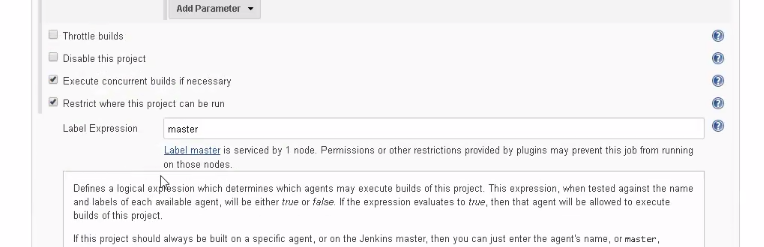 Add Parameter
Throttle builds
Disable this project
Execute concurrent builds if necessary
Restrict where this project can be run
Label Expression
master
Label master is serviced by 1 node. Permissions or other restrictions provided by plugins may prevent this job from running
on those nodes.
Defines a logical expression which determines which agents may execute builds of this project. This expression, when tested against the name
and labels of each available agent, will be either true or false. If the expression evaluates to true, then that agent will be allowed to execute
builds of this project.
If this project should always be built on a specific agent, or on the Jenkins master, then you can just enter the agent's name, or master,